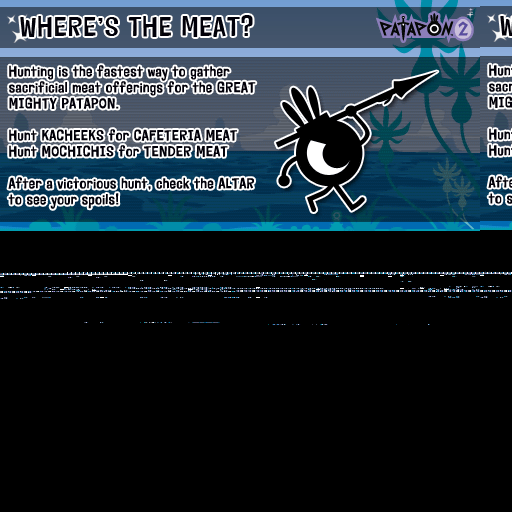 WHERE'S THE MEAT?
PATAPON 2
Hunting is the fastest way to gather
sacrificial meat offerings for the GREAT
MIGHTY PATAPON.
Hunt KACHEEKS for CAFETERIA MEAT
Hunt MOCHICHIS for TENDER MEAT
After a victorious hunt, check the ALTAR
to see your spoils!